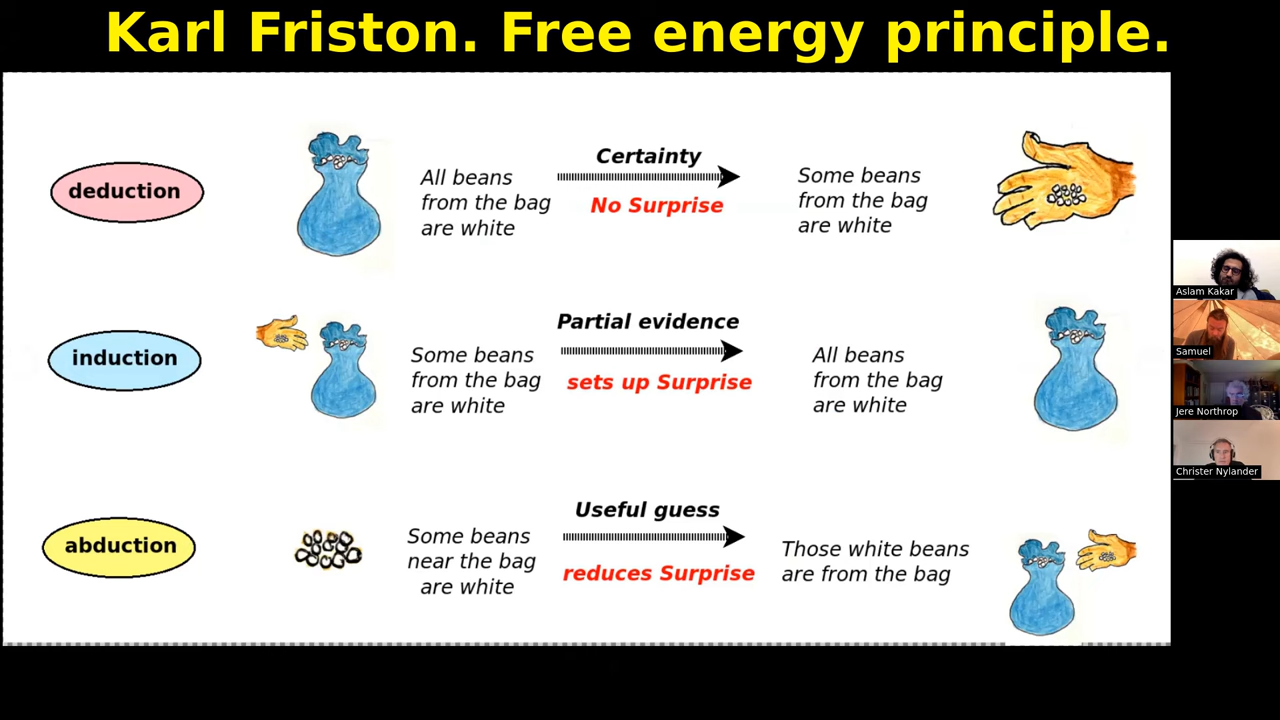 Karl Friston. Free energy principle.
deduction
All beans
from the bag
are white
Certainty
No Surprise
Some beans
from the bag
are white
induction
Some beans
from the bag
are white
Partial evidence
sets up Surprise
All beans
from the bag
are white
abduction
Some beans
near the bag
are white
Useful guess
reduces Surprise
Those white beans
are from the bag
Aslam Kakar
Samuel
Jere Northrop
Christer Nylander